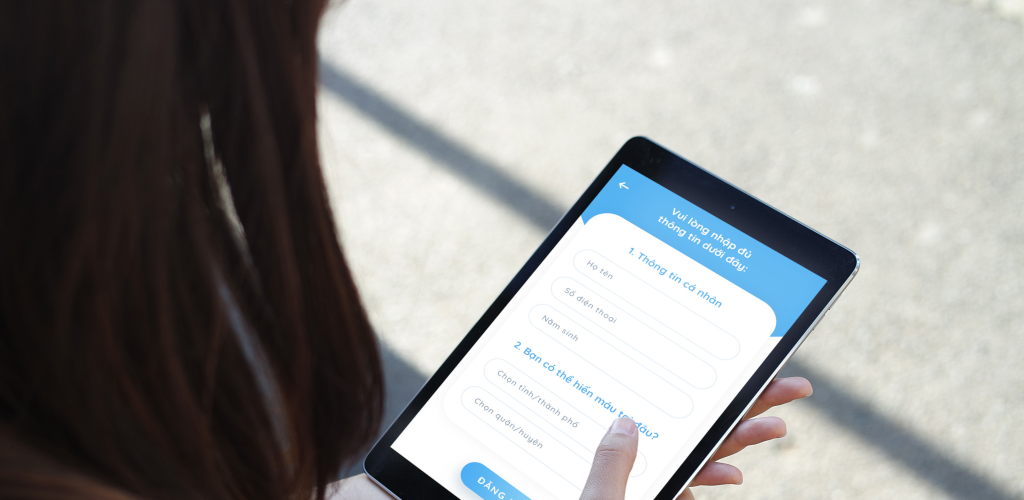 Vui lòng nhập đủ
thông tin dưới đây:
1. Thông tin cá nhân
Họ tên
Số điện thoại
Năm sinh
2. Bạn có thể hiến máu tại đâu?
Chọn tỉnh/thành phố
Chọn quận/huyện
ĐĂNG